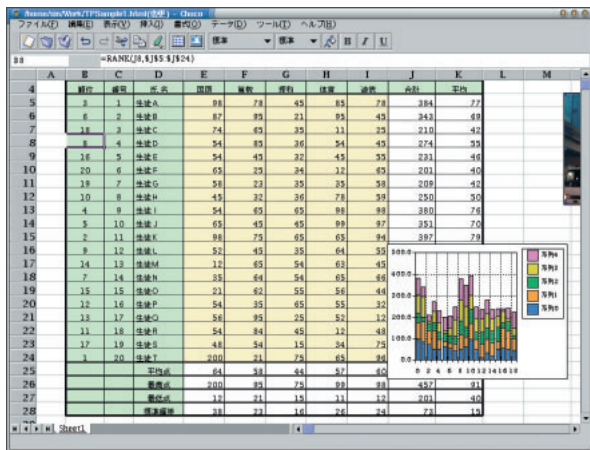 ファイル(F) 編集(E) 表示(V) 挿入(I) 書式(O) データ(D) ツール(T) ヘルプ(H)
標準 標準 B I U
B8 =RANK(J8,$J$5:$J$24)
A B C D E F G H I J K L M
4 順位 番号 氏 名 国語 算数 理科 体育 合計 平均
5 3 1 生徒A 98 78 45 85 78 384 77
6 6 2 生徒B 87 95 21 95 45 343 69
7 18 3 生徒C 74 65 35 11 25 210 42
8 8 4 生徒D 54 85 36 54 45 274 55
9 16 5 生徒E 54 45 32 45 55 231 46
10 20 6 生徒F 65 25 34 12 65 201 40
11 19 7 生徒G 58 23 35 35 58 209 42
12 10 8 生徒H 45 32 36 78 59 250 50
13 4 9 生徒I 54 65 65 98 98 380 76
14 5 10 生徒J 65 45 45 99 97 351 70
15 2 11 生徒K 98 75 65 65 94 397 79
16 9 12 生徒L 52 45 35 64 55
17 14 13 生徒M 12 65 54 63 45
18 7 14 生徒N 35 64 54 65 66
19 15 15 生徒O 21 62 55 56 44
20 12 16 生徒P 54 35 65 55 32
21 13 17 生徒Q 56 95 25 52 12
22 11 18 生徒R 54 84 45 12 48
23 17 19 生徒S 48 54 15 34 75
24 1 20 生徒T 200 21 75 65 96
25 平均点 64 58 44 57 60
26 最高点 200 95 75 99 98 457 91
27 最低点 12 21 15 11 12 201 40
28 標準偏差 38 23 16 26 24 73 15
500.0
400.0
300.0
200.0
100.0
0.0
0 2 4 6 8 10 12 14 16 18
系列4
系列3
系列2
系列1
系列0
Sheet1